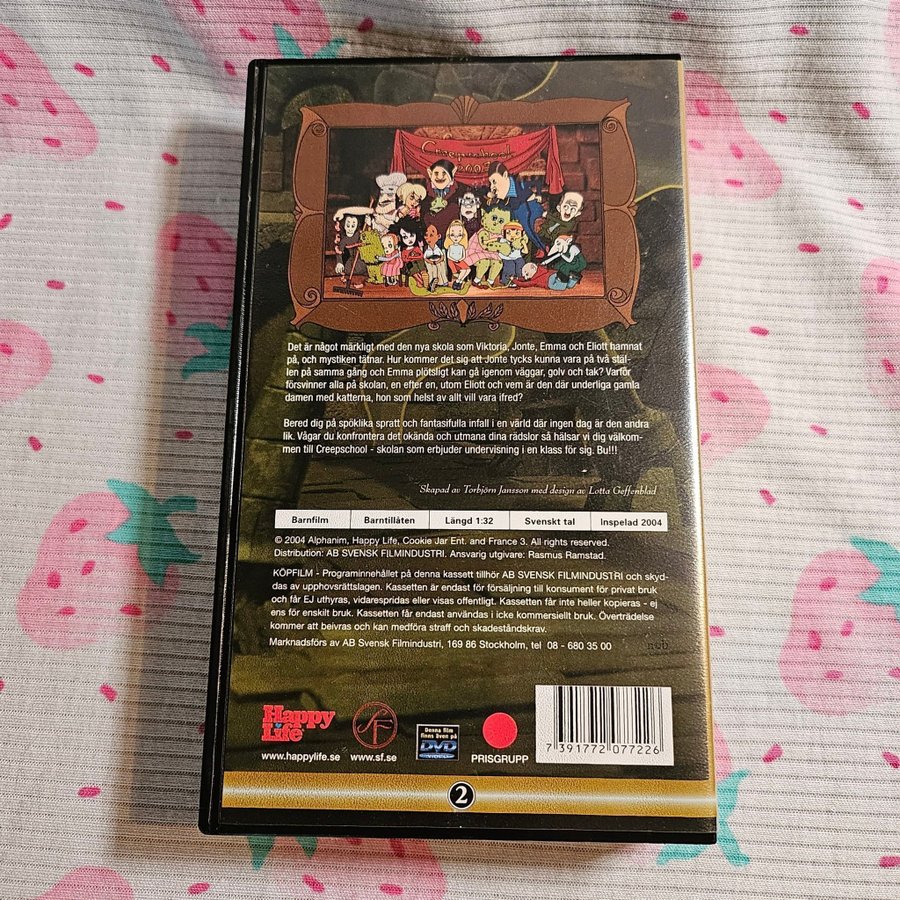 Creepschool
Det är något märkligt med den nya skola som Viktoria, Jonte, Emma och Eliott hamnat
på, och mystiken tätnar. Hur kommer det sig att Jonte tycks kunna vara på två stäl-
len på samma gång och Emma plötsligt kan gå igenom väggar, golv och tak? Varför
försvinner alla på skolan, en efter en, utom Eliott och vem är den där underliga gamla
damen med katterna, hon som helst av allt vill vara ifred?
Bered dig på spöklika spratt och fantasifulla infall i en värld där ingen dag är den andra
lik. Vågar du konfrontera det okända och utmana dina rädslor så hälsar vi dig välkom-
men till Creepschool - skolan som erbjuder undervisning i en klass för sig. Bu!!!
Skapad av Torbjörn Jansson med design av Lotta Geffenblad
Barnfilm Barntillåten Längd 1:32 Svenskt tal Inspelad 2004
© 2004 Alphanim, Happy Life, Cookie Jar Ent. and France 3. All rights reserved.
Distribution: AB SVENSK FILMINDUSTRI. Ansvarig utgivare: Rasmus Ramstad.
KÖPFILM - Programinnehållet på denna kassett tillhör AB SVENSK FILMINDUSTRI och skyd-
das av upphovsrättslagen. Kassetten är endast för försäljning till konsument för privat bruk
och får EJ uthyras, vidarespridas eller visas offentligt. Kassetten får inte heller kopieras - ej
ens för enskilt bruk. Kassetten får endast användas i icke kommersiellt bruk. Överträdelse
kommer att beivras och kan medföra straff och skadeståndskrav.
Marknadsförs av AB Svensk Filmindustri, 169 86 Stockholm, tel 08 - 680 35 00
Happy
Life
www.happylife.se
SF
www.sf.se
Denna film
finns även på
DVD
VIDEO
PRISGRUPP
7 391772 077226
2